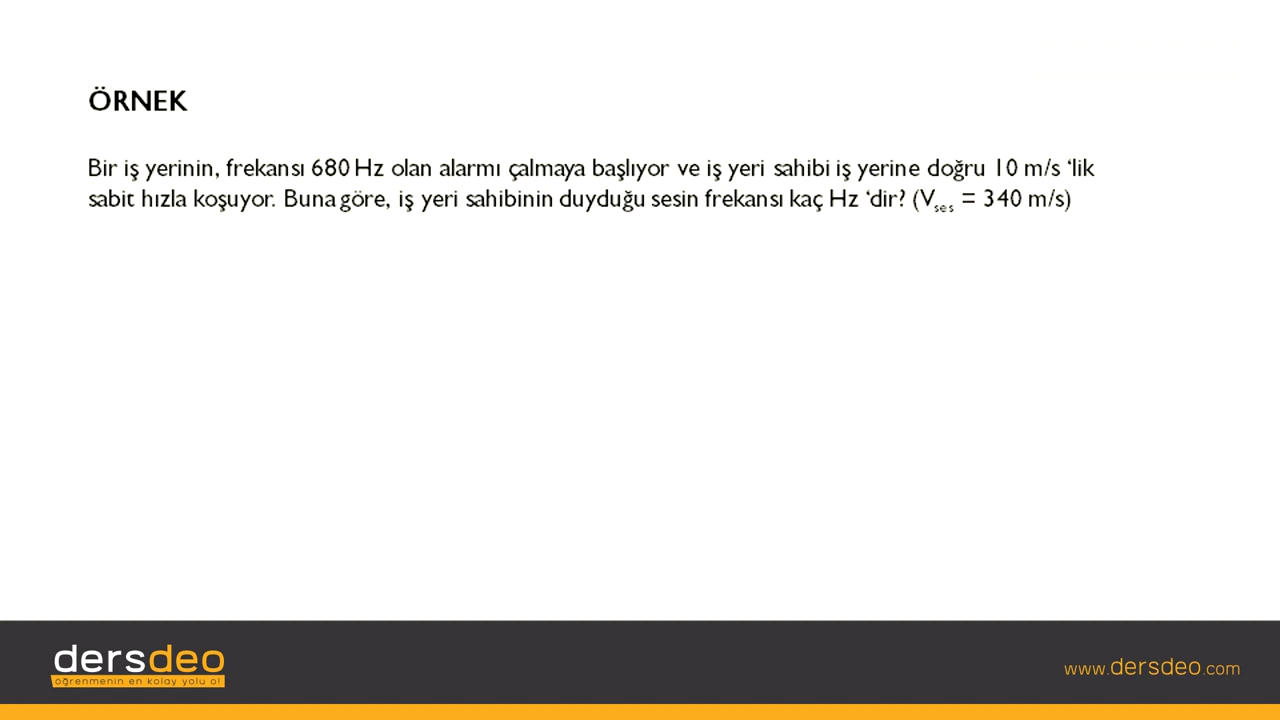 ÖRNEK
Bir iş yerinin, frekansı 680 Hz olan alarmı çalmaya başlıyor ve iş yeri sahibi iş yerine doğru 10 m/s ‘lik
sabit hızla koşuyor. Buna göre, iş yeri sahibinin duyduğu sesin frekansı kaç Hz ‘dir? (Vses = 340 m/s)
dersdeo
öğrenmenin en kolay yolu o!
www.dersdeo.com